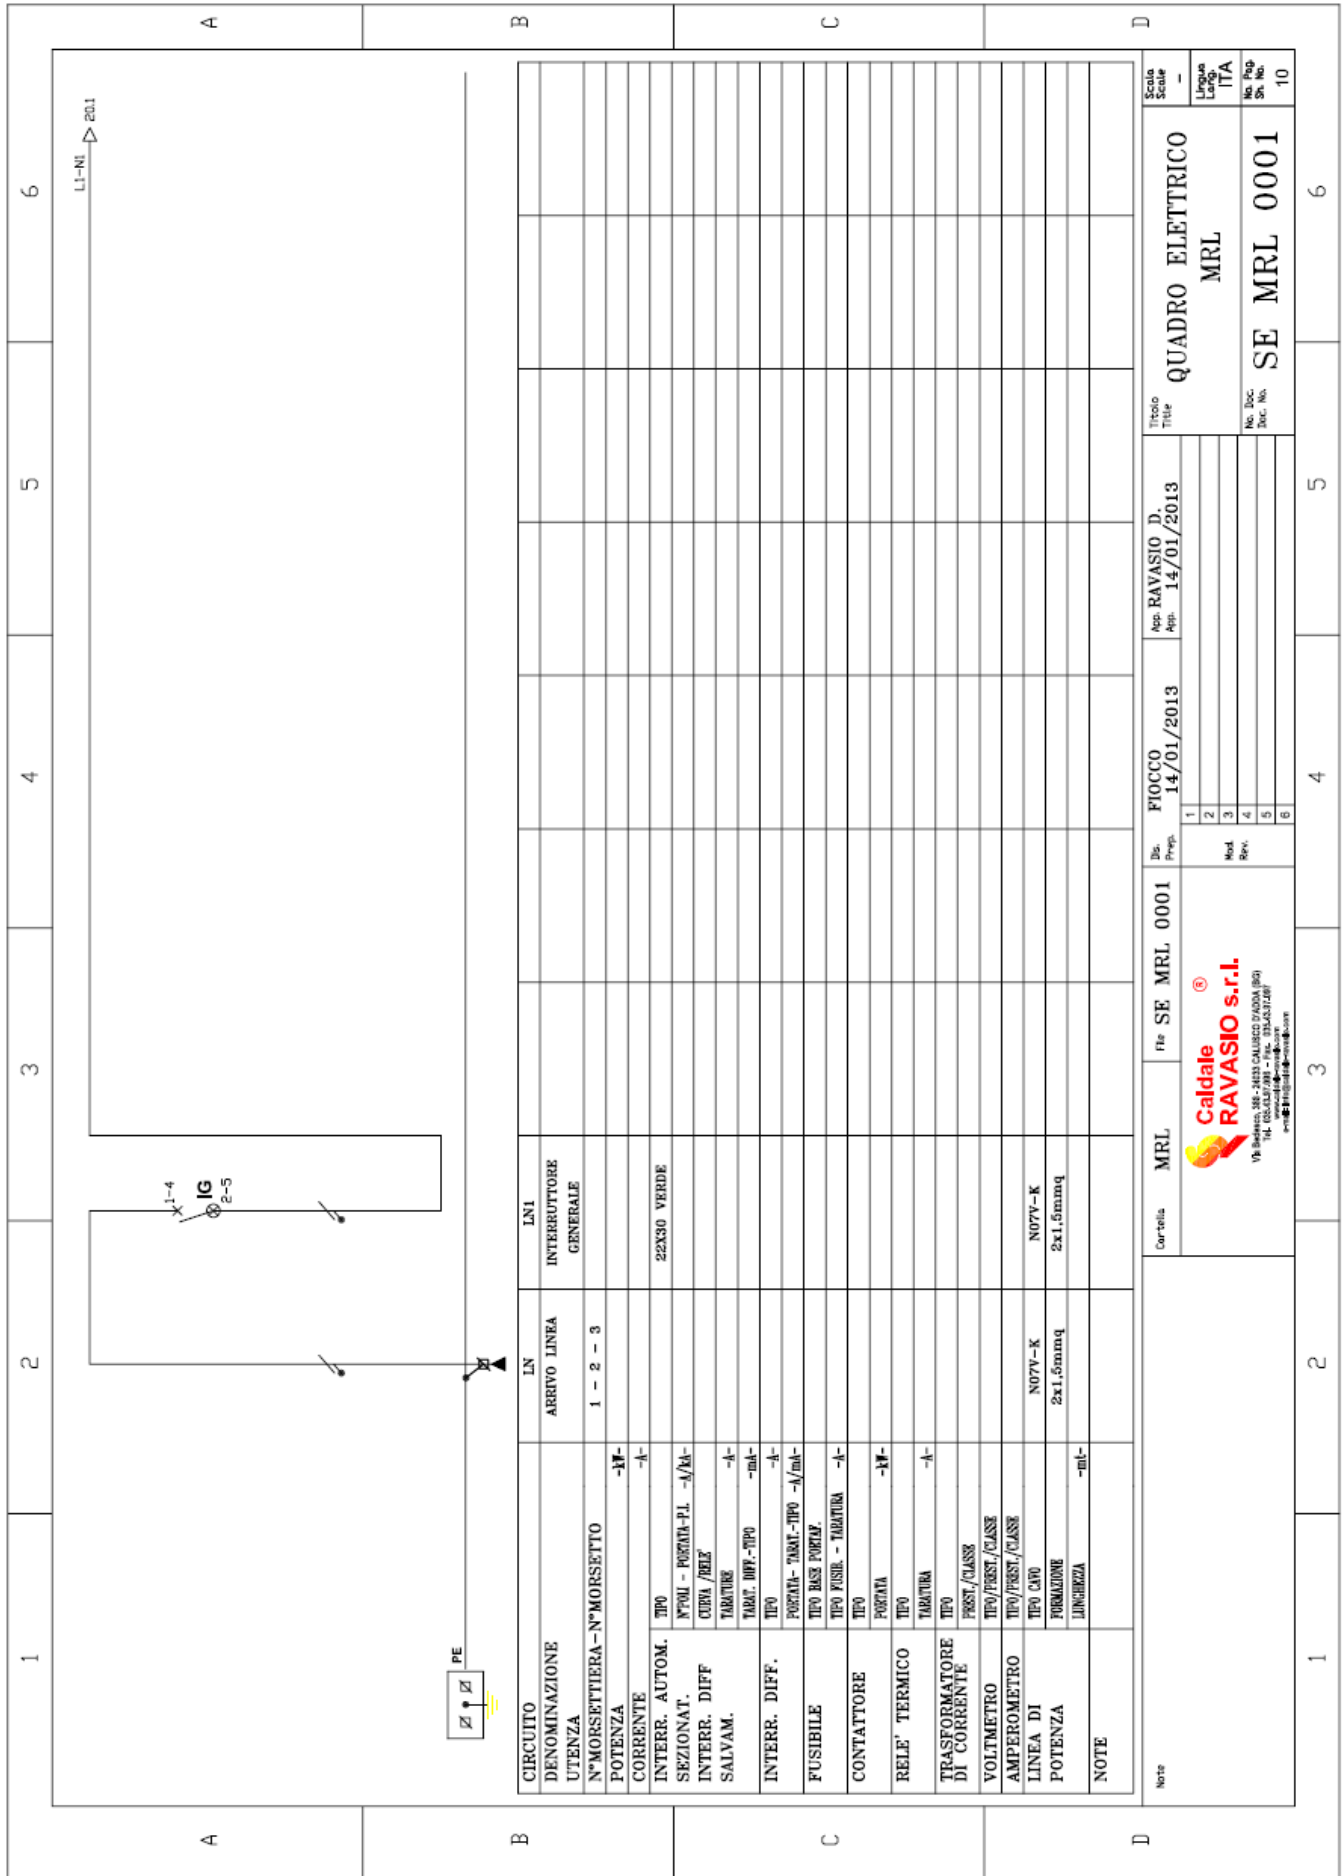 1 2 3 4 5 6
A
B
C
D
A
B
C
D
L1-N1 20.1
1-4
IG
2-5
PE
CIRCUITO LN LN1
DENOMINAZIONE ARRIVO LINEA INTERRUTTORE
UTENZA GENERALE
N°MORSETTIERA-N°MORSETTO 1 - 2 - 3
POTENZA -kW-
CORRENTE -A-
INTERR. AUTOM. TIPO 22X30 VERDE
SEZIONAT. N°POLI - PORTATA-P.I. -A/kA-
INTERR. DIFF CURVA /RELE'
SALVAM. TARATURE -A-
TARAT. DIFF.-TIPO -mA-
INTERR. DIFF. TIPO -A-
PORTATA- TARAT.-TIPO -A/mA-
FUSIBILE TIPO BASE PORTAF.
TIPO FUSIB. - TARATURA -A-
CONTATTORE TIPO
PORTATA -kW-
RELE' TERMICO TIPO
TARATURA -A-
TRASFORMATORE TIPO
DI CORRENTE PREST./CLASSE
VOLTMETRO TIPO/PREST./CLASSE
AMPEROMETRO TIPO/PREST./CLASSE
LINEA DI TIPO CAVO N07V-K N07V-K
POTENZA FORMAZIONE 2x1,5mmq 2x1,5mmq
LUNGHEZZA -mt-
NOTE
Note
Cartella MRL
File SE MRL 0001
Caldale ®
RAVASIO s.r.l.
Dis. FIOCCO
Prep. 14/01/2013
App. RAVASIO D.
App. 14/01/2013
Mod.
Rev.
1
2
3
4
5
6
Titolo
Title
QUADRO ELETTRICO
MRL
No. Doc.
Doc. No.
SE MRL 0001
Scala
Scale
-
Lingua
Lang.
ITA
No. Pag.
Sh. No.
10
1 2 3 4 5 6